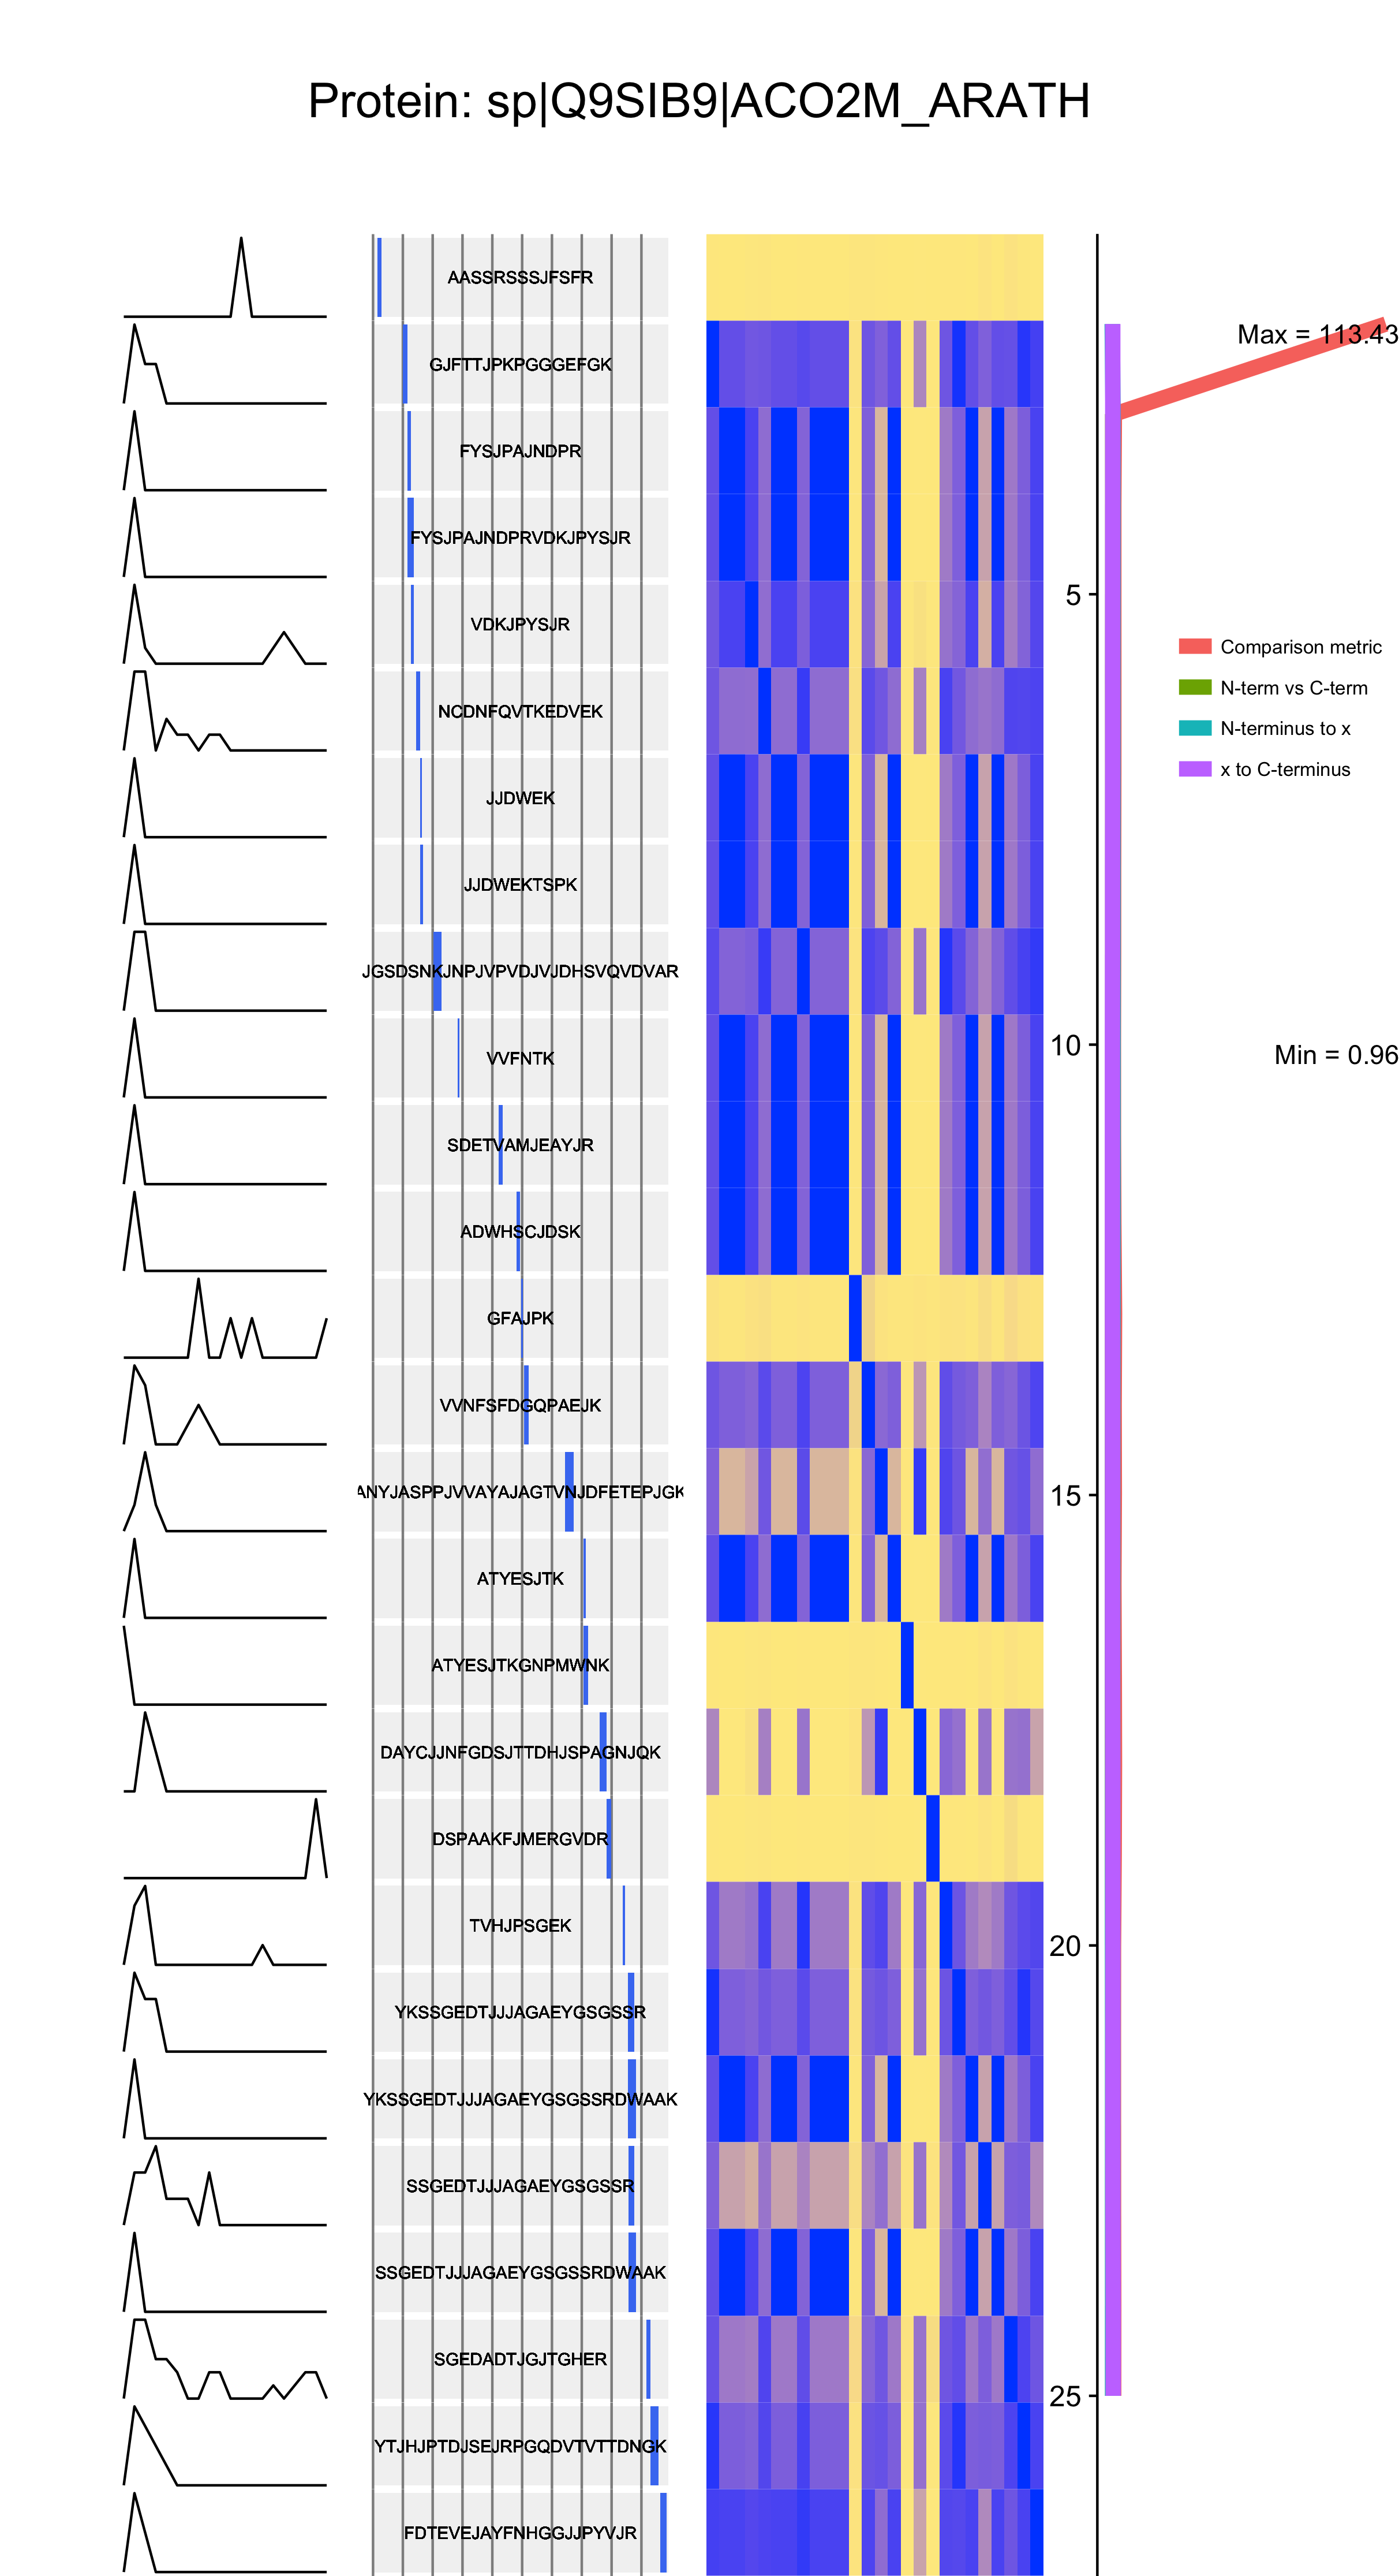 Protein: sp|Q9SIB9|ACO2M_ARATH
AASSRSSSJFSFR
GJFTTJPKPGGGEFGK
Max = 113.43
FYSJPAJNDPR
FYSJPAJNDPRVDKJPYSJR
5
VDKJPYSJR
Comparison metric
N-term vs C-term
N-terminus to x
x to C-terminus
NCDNFQVTKEDVEK
JJDWEK
JJDWEKTSPK
JGSDSNKJNPJVPVDJVJDHSVQVDVAR
10
Min = 0.96
VVFNTK
SDETVAMJEAYJR
ADWHSCJDSK
GFAJPK
VVNFSFDGQPAEJK
15
ANYJASPPJVVAYAJAGTVNJDFETEPJGK
ATYESJTK
ATYESJTKGNPMWNK
DAYCJJNFGDSJTTDHJSPAGNJQK
DSPAAKFJMERGVDR
20
TVHJPSGEK
YKSSGEDTJJJAGAEYGSGSSR
YKSSGEDTJJJAGAEYGSGSSRDWAAK
SSGEDTJJJAGAEYGSGSSR
SSGEDTJJJAGAEYGSGSSRDWAAK
SGEDADTJGJTGHER
25
YTJHJPTDJSEJRPGQDVTVTTDNGK
FDTEVEJAYFNHGGJJPYVJR